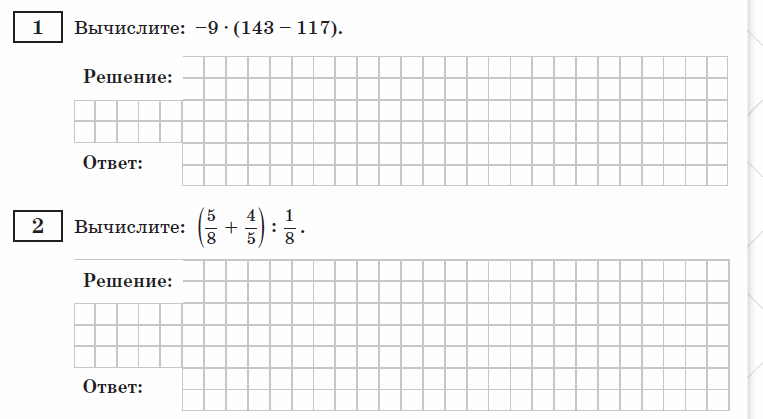 1 Вычислите: −9 · (143 − 117).
Решение:
Ответ:
2 Вычислите: (5/8 + 4/5) : 1/8.
Решение:
Ответ: